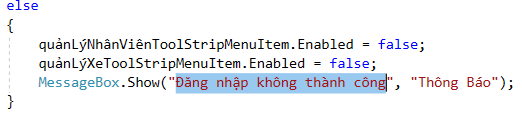 else
{
quảnLýNhânViênToolStripMenuItem.Enabled = false;
quảnLýXeToolStripMenuItem.Enabled = false;
MessageBox.Show("Đăng nhập không thành công", "Thông Báo");
}